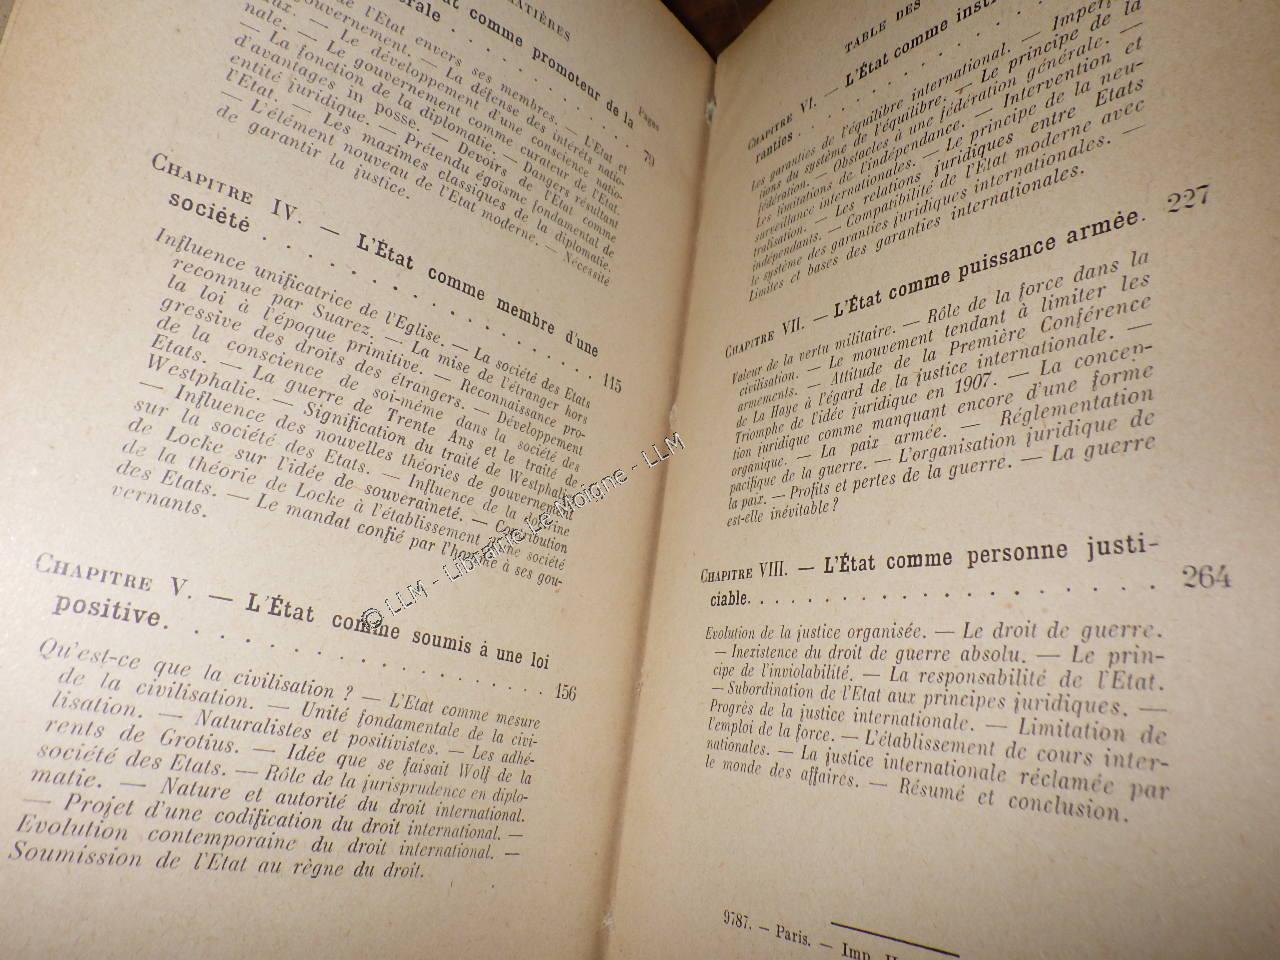 MATIÈRES
Pages
at comme promoteur de la
rale . . . . . . . . . . 79
de l'Etat envers ses membres. — L'Etat et
gouvernement. — La défense des intérêts natio-
aux. — Le développement d'une conscience natio-
nale. — Le gouvernement comme curateur de l'Etat.
— La fonction de la diplomatie. — Dangers résultant
d'avantages in posse. — Devoirs de l'Etat comme
entité juridique. — Prétendu égoïsme fondamental de
l'Etat. — Les maximes classiques de la diplomatie.
— L'élément nouveau de l'Etat moderne. — Nécessité
de garantir la justice.
CHAPITRE IV. — L'État comme membre d'une
société . . . . . . . . . . 115
Influence unificatrice de l'Eglise. — La société des Etats
reconnue par Suarez. — La mise de l'étranger hors
la loi à l'époque primitive. — Reconnaissance pro-
gressive des droits des étrangers. — Développement
de la conscience de soi-même dans la société des
Etats. — La guerre de Trente Ans et le traité de
Westphalie. — Signification du traité de Westphalie.
— Influence des nouvelles théories de gouvernement
sur la société des Etats. — Influence de la doctrine
de Locke sur l'idée de souveraineté. — Contribution
de la théorie de Locke à l'établissement d'une société
des Etats. — Le mandat confié par l'homme à ses gou-
vernants.
CHAPITRE V. — L'État comme soumis à une loi
positive. . . . . . . . . . 156
Qu'est-ce que la civilisation ? — L'Etat comme mesure
de la civilisation. — Unité fondamentale de la civi-
lisation. — Naturalistes et positivistes. — Les adhé-
rents de Grotius. — Idée que se faisait Wolf de la
société des Etats. — Rôle de la jurisprudence en diplo-
matie. — Nature et autorité du droit international.
— Projet d'une codification du droit international. —
Evolution contemporaine du droit international. —
Soumission de l'Etat au règne du droit.
TABLE DES
CHAPITRE VI. — L'État comme inst
ranties . . . . . . . . . .
Les garanties de l'équilibre international. — Imperf
tions du système de l'équilibre. — Le principe de la
fédération. — Obstacles à une fédération générale. —
Les limitations de l'indépendance. — Intervention et
surveillance internationales. — Le principe de la neu-
tralisation. — Les relations juridiques entre Etats
indépendants. — Compatibilité de l'Etat moderne avec
le système des garanties juridiques internationales. —
Limites et bases des garanties internationales.
CHAPITRE VII. — L'État comme puissance armée. 227
Valeur de la vertu militaire. — Rôle de la force dans la
civilisation. — Le mouvement tendant à limiter les
armements. — Attitude de la Première Conférence
de La Haye à l'égard de la justice internationale. —
Triomphe de l'idée juridique en 1907. — La concen-
tion juridique comme manquant encore d'une forme
organique. — La paix armée. — Réglementation
pacifique de la guerre. — L'organisation juridique de
la paix. — Profits et pertes de la guerre. — La guerre
est-elle inévitable ?
CHAPITRE VIII. — L'État comme personne justi-
ciable. . . . . . . . . . . 264
Evolution de la justice organisée. — Le droit de guerre.
— Inexistence du droit de guerre absolu. — Le prin-
cipe de l'inviolabilité. — La responsabilité de l'Etat.
— Subordination de l'Etat aux principes juridiques. —
Progrès de la justice internationale. — Limitation de
l'emploi de la force. — L'établissement de cours inter-
nationales. — La justice internationale réclamée par
le monde des affaires. — Résumé et conclusion.
9787. — Paris. — Imp. H
© LLM - Librairie Le Moigne - LLM